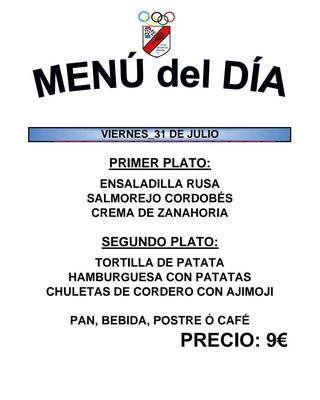 MENÚ del DÍA
VIERNES_31 DE JULIO
PRIMER PLATO:
ENSALADILLA RUSA
SALMOREJO CORDOBÉS
CREMA DE ZANAHORIA
SEGUNDO PLATO:
TORTILLA DE PATATA
HAMBURGUESA CON PATATAS
CHULETAS DE CORDERO CON AJIMOJI
PAN, BEBIDA, POSTRE Ó CAFÉ
PRECIO: 9€